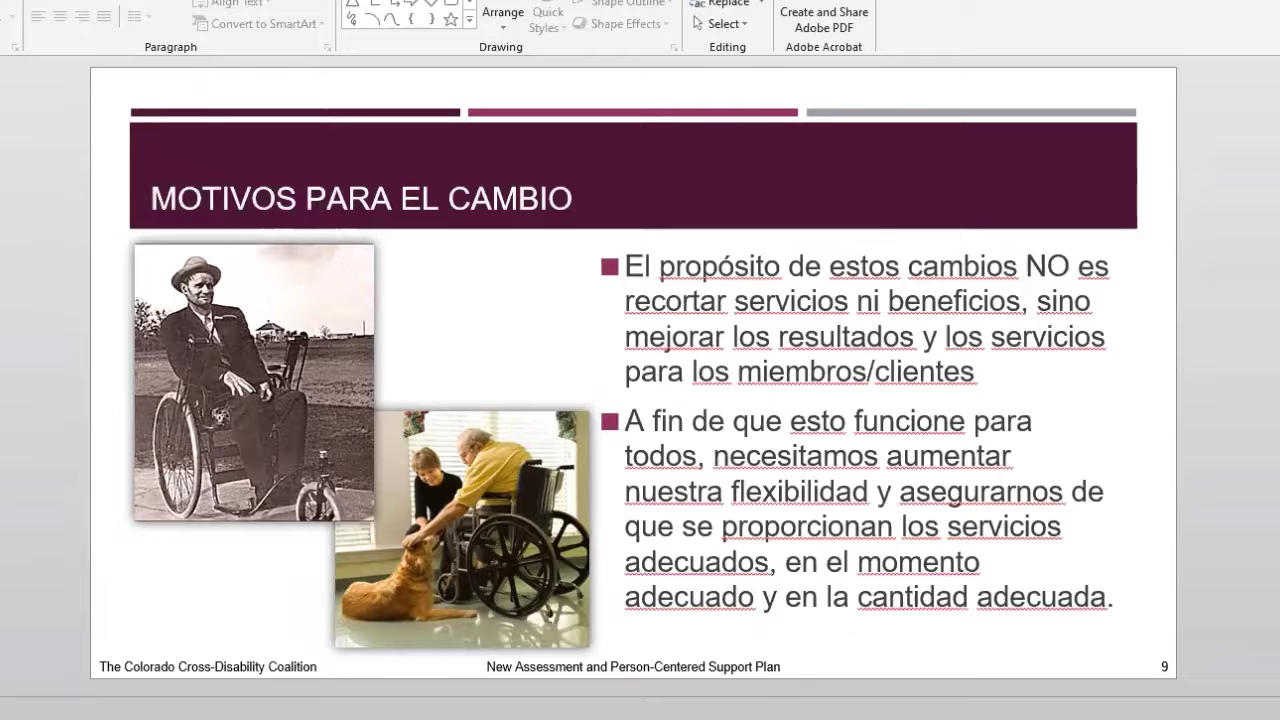 Align Text
Shape Outline
Replace
Convert to SmartArt
Arrange
Quick
Styles
Shape Effects
Select
Create and Share
Adobe PDF
Paragraph
Drawing
Editing
Adobe Acrobat
MOTIVOS PARA EL CAMBIO
El propósito de estos cambios NO es
recortar servicios ni beneficios, sino
mejorar los resultados y los servicios
para los miembros/clientes
A fin de que esto funcione para
todos, necesitamos aumentar
nuestra flexibilidad y asegurarnos de
que se proporcionan los servicios
adecuados, en el momento
adecuado y en la cantidad adecuada.
The Colorado Cross-Disability Coalition
New Assessment and Person-Centered Support Plan
9